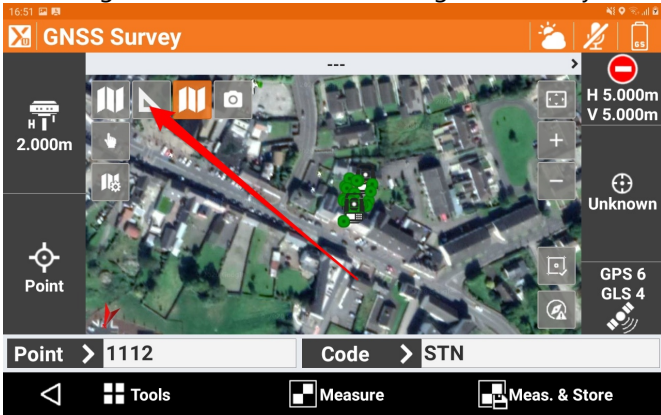 16:51
GNSS Survey
GS
---
H 5.000m
V 5.000m
H
2.000m
Unknown
Point
GPS 6
GLS 4
Point 1112 Code STN
Tools Measure Meas. & Store